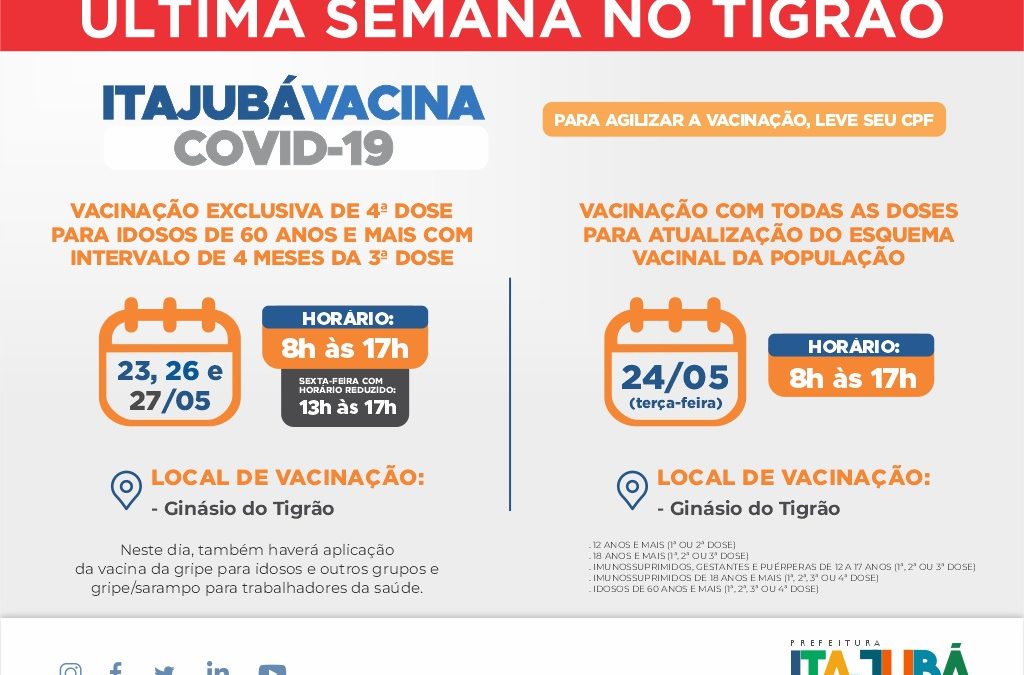 ÚLTIMA SEMANA NO TIGRÃO
ITAJUBÁVACINA
COVID-19
PARA AGILIZAR A VACINAÇÃO, LEVE SEU CPF
VACINAÇÃO EXCLUSIVA DE 4ª DOSE
PARA IDOSOS DE 60 ANOS E MAIS COM
INTERVALO DE 4 MESES DA 3ª DOSE
23, 26 e
27/05
HORÁRIO:
8h às 17h
SEXTA-FEIRA COM
HORÁRIO REDUZIDO:
13h às 17h
LOCAL DE VACINAÇÃO:
- Ginásio do Tigrão
Neste dia, também haverá aplicação
da vacina da gripe para idosos e outros grupos e
gripe/sarampo para trabalhadores da saúde.
VACINAÇÃO COM TODAS AS DOSES
PARA ATUALIZAÇÃO DO ESQUEMA
VACINAL DA POPULAÇÃO
24/05
(terça-feira)
HORÁRIO:
8h às 17h
LOCAL DE VACINAÇÃO:
- Ginásio do Tigrão
. 12 ANOS E MAIS (1ª OU 2ª DOSE)
. 18 ANOS E MAIS (1ª, 2ª OU 3ª DOSE)
. IMUNOSSUPRIMIDOS, GESTANTES E PUÉRPERAS DE 12 A 17 ANOS (1ª, 2ª OU 3ª DOSE)
. IMUNOSSUPRIMIDOS DE 18 ANOS E MAIS (1ª, 2ª, 3ª OU 4ª DOSE)
. IDOSOS DE 60 ANOS E MAIS (1ª, 2ª, 3ª OU 4ª DOSE)
PREFEITURA
ITAJUBÁ